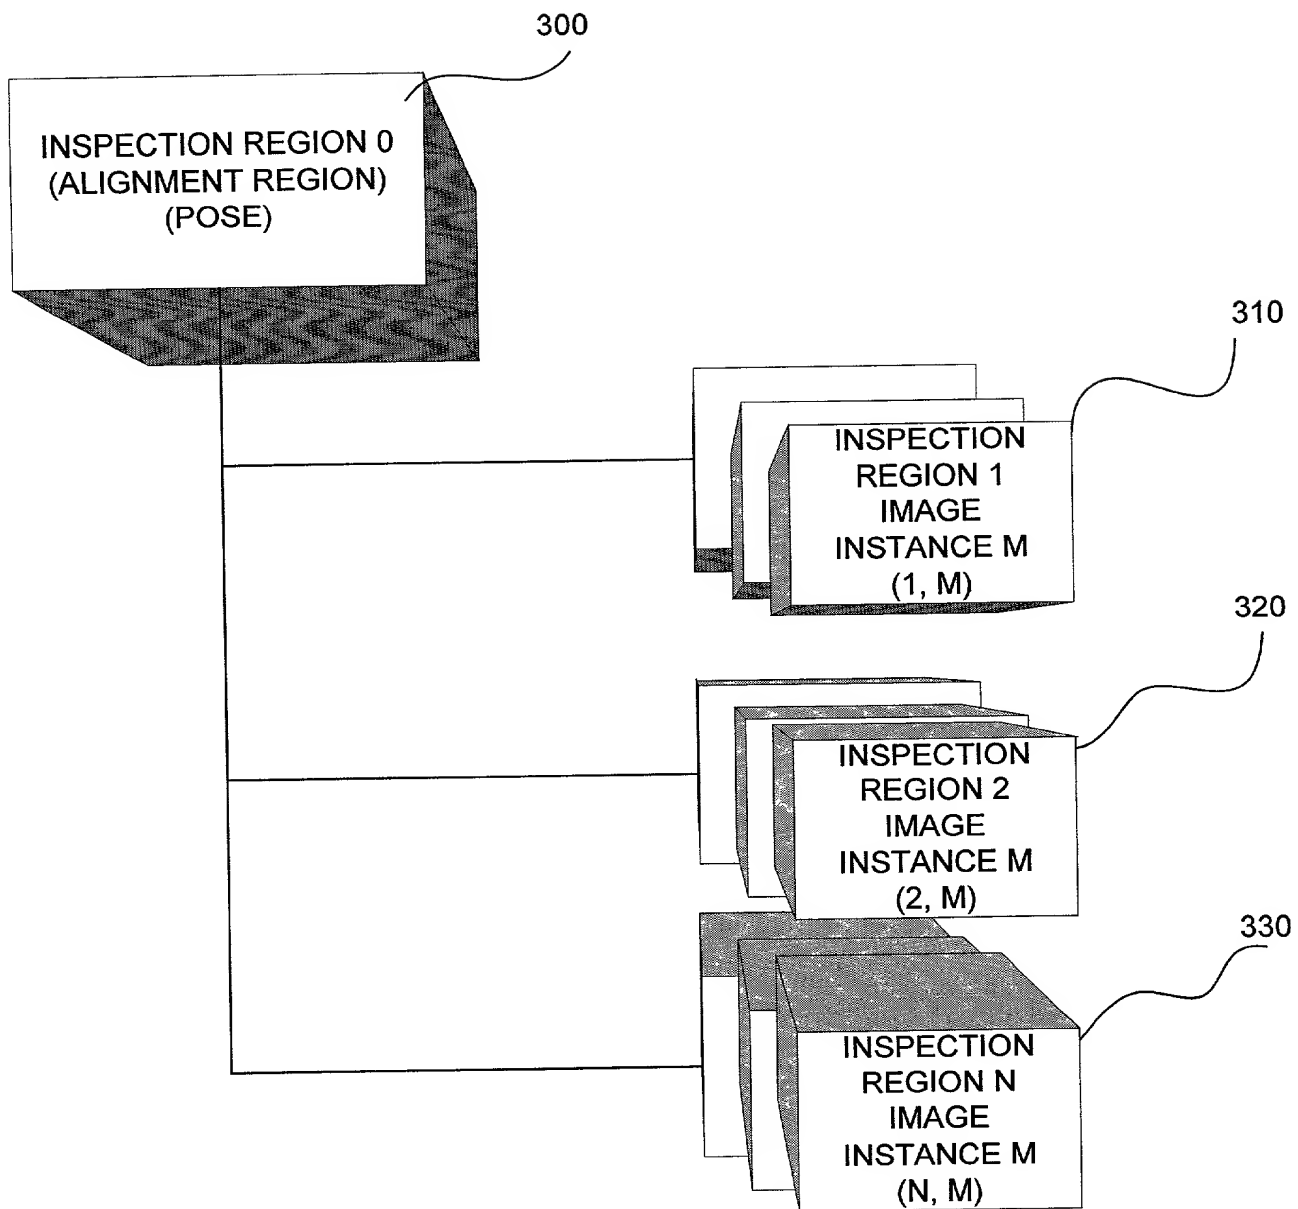 300
INSPECTION REGION 0
(ALIGNMENT REGION)
(POSE)
310
INSPECTION
REGION 1
IMAGE
INSTANCE M
(1, M)
320
INSPECTION
REGION 2
IMAGE
INSTANCE M
(2, M)
330
INSPECTION
REGION N
IMAGE
INSTANCE M
(N, M)